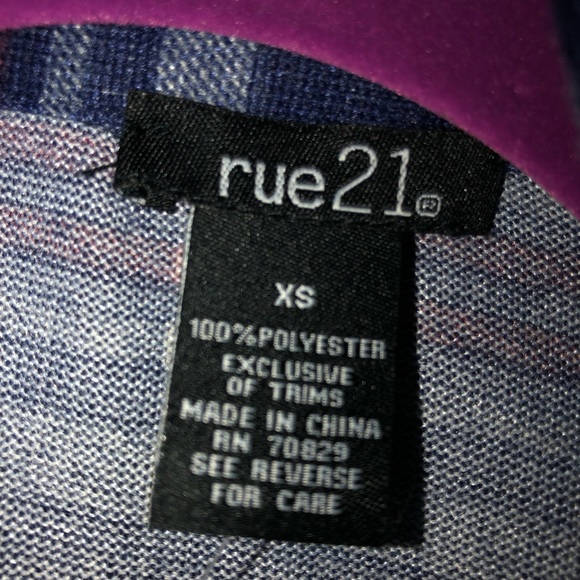 rue21®
XS
100%POLYESTER
EXCLUSIVE
OF TRIMS
MADE IN CHINA
RN 70829
SEE REVERSE
FOR CARE